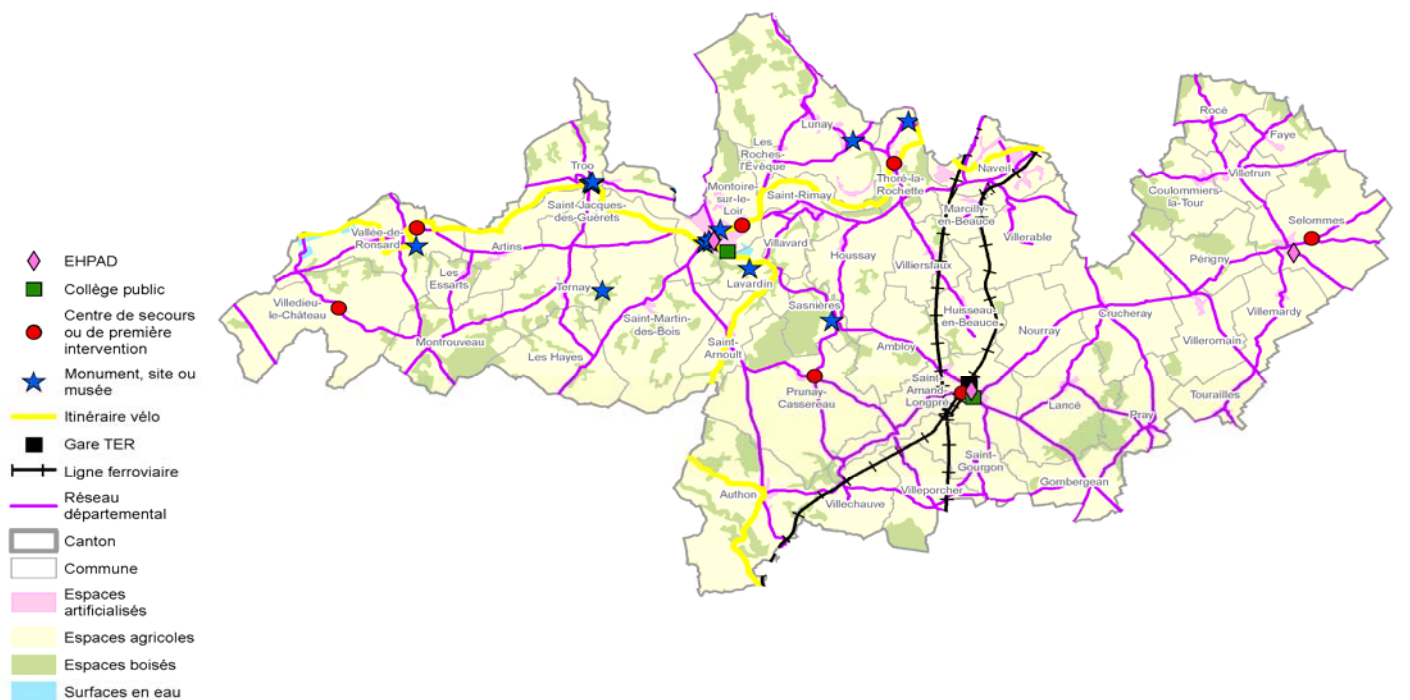 EHPAD
Collège public
Centre de secours
ou de première
intervention
Monument, site ou
musée
Itinéraire vélo
Gare TER
Ligne ferroviaire
Réseau
départemental
Canton
Commune
Espaces
artificialisés
Espaces agricoles
Espaces boisés
Surfaces en eau
Rocé
Faye
Lunay
Villetrun
Les
Roches-
l'Évêque
Troo
Thoré-la-
Rochette
Naveil
Coulommiers-
la-Tour
Montoire-
sur-le-
Loir
Saint-Rimay
Saint-Jacques-
des-Guérets
Marcilly-
en-Beauce
Selommes
Vallée-de-
Ronsard
Artins
Villavard
Villerable
Houssay
Villiersfaux
Périgny
Les
Essarts
Ternay
Lavardin
Villedieu-
le-Château
Sasnières
Huisseau-
en-Beauce
Crucheray
Villemardy
Saint-Martin-
des-Bois
Nourray
Montrouveau
Saint-
Arnoult
Ambloy
Villeromain
Les Hayes
Prunay-
Cassereau
Saint-
Amand-
Longpré
Lancé
Pray
Tourailles
Saint-
Gourgon
Authon
Villechauve
Villeporcher
Gombergean